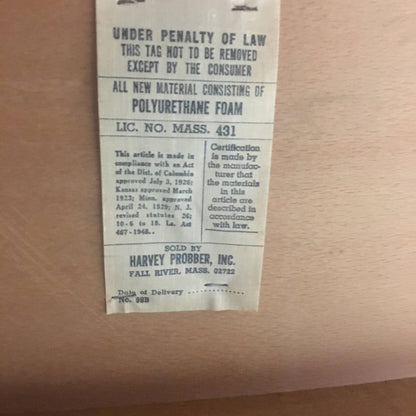 UNDER PENALTY OF LAW
THIS TAG NOT TO BE REMOVED
EXCEPT BY THE CONSUMER
ALL NEW MATERIAL CONSISTING OF
POLYURETHANE FOAM
LIC. NO. MASS. 431
This article is made in
compliance with an Act
of the Dist. of Columbia
approved July 3, 1926;
Kansas approved March
1923; Minn. approved
April 24, 1929; N. J.
revised statutes 26;
10-6 to 18. La. Act
467-1948..
Certification
is made by
the manufac-
turer that
the materials
in this
article are
described in
accordance
with law.
SOLD BY
HARVEY PROBBER, INC.
FALL RIVER, MASS. 02722
Date of Delivery
No. 98B